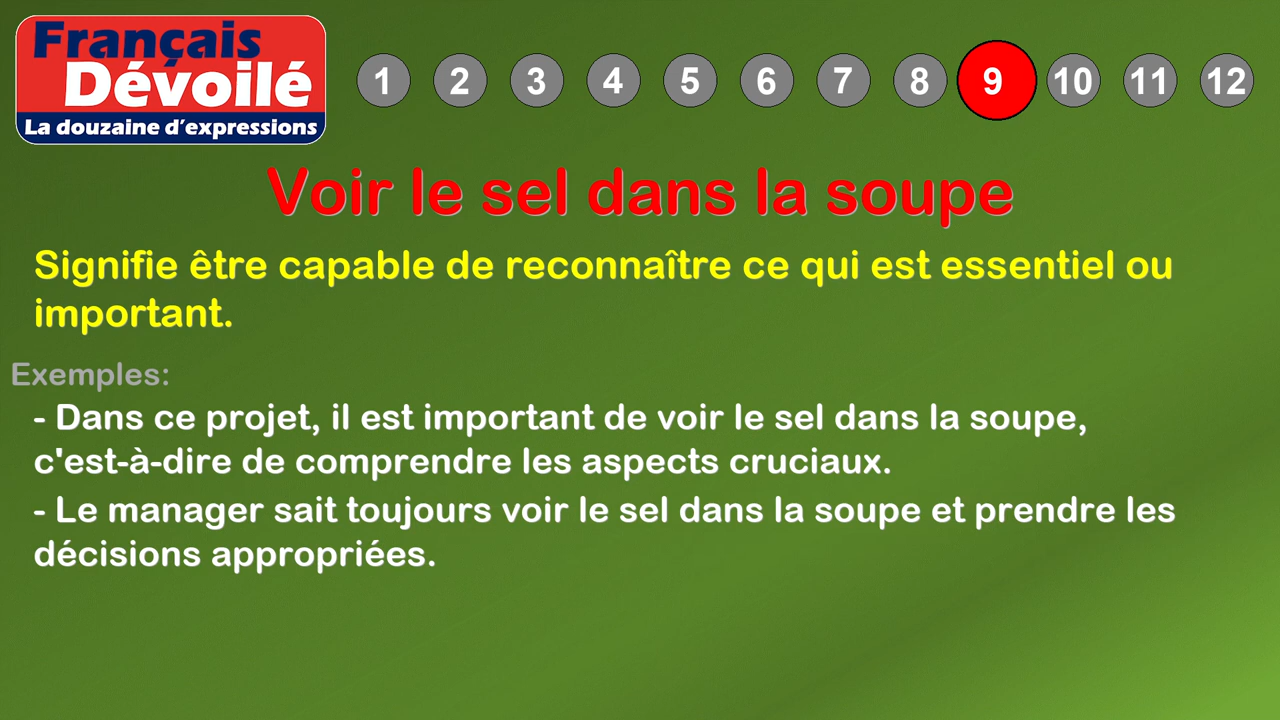 Français
Dévoilé
La douzaine d'expressions
1 2 3 4 5 6 7 8 9 10 11 12
Voir le sel dans la soupe
Signifie être capable de reconnaître ce qui est essentiel ou
important.
Exemples:
- Dans ce projet, il est important de voir le sel dans la soupe,
c'est-à-dire de comprendre les aspects cruciaux.
- Le manager sait toujours voir le sel dans la soupe et prendre les
décisions appropriées.